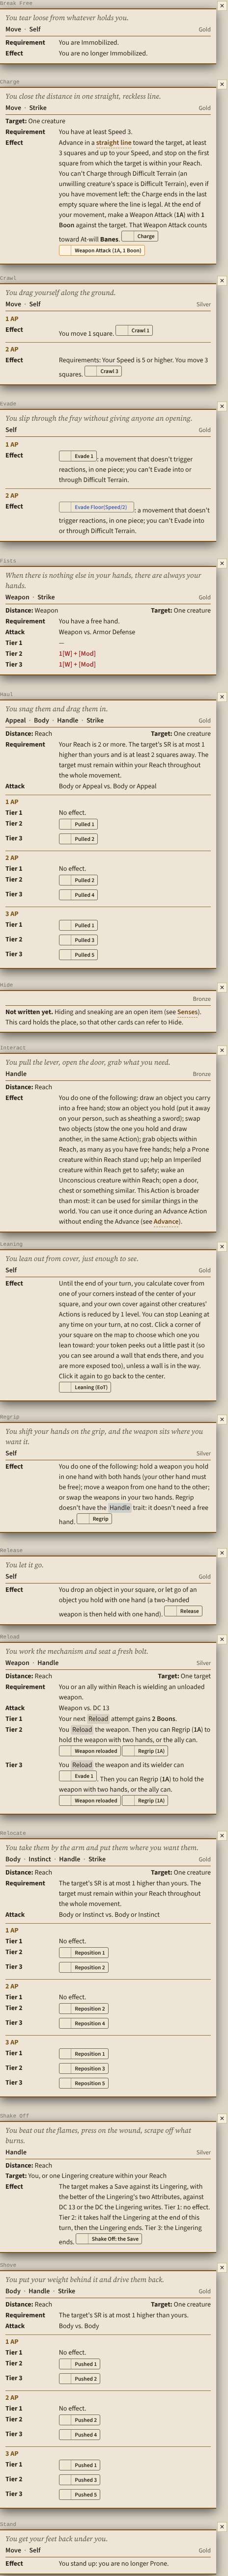 Break Free
You tear loose from whatever holds you.
Move · Self Gold
Requirement You are Immobilized.
Effect You are no longer Immobilized.
Charge
You close the distance in one straight, reckless line.
Move · Strike Gold
Target: One creature
Requirement You have at least Speed 3.
Effect Advance in a straight line toward the target, at least
3 squares and up to your Speed, and stop on the first
square from which the target is within your Reach.
You can't Charge through Difficult Terrain (an
unwilling creature's space is Difficult Terrain), even if
you have movement left; the Charge ends in the last
empty square where the line is legal. At the end of
your movement, make a Weapon Attack (1A) with 1
Boon against the target. That Weapon Attack counts
toward At-will Banes. Charge
Weapon Attack (1A, 1 Boon)
Crawl
You drag yourself along the ground.
Move · Self Silver
1 AP
Effect You move 1 square. Crawl 1
2 AP
Effect Requirements: Your Speed is 5 or higher. You move 3
squares. Crawl 3
Evade
You slip through the fray without giving anyone an opening.
Self Gold
1 AP
Effect Evade 1 : a movement that doesn't trigger
reactions, in one piece; you can't Evade into or
through Difficult Terrain.
2 AP
Effect Evade Floor(Speed/2) : a movement that doesn't
trigger reactions, in one piece; you can't Evade into
or through Difficult Terrain.
Fists
When there is nothing else in your hands, there are always your
hands.
Weapon · Strike Gold
Distance: Weapon Target: One creature
Requirement You have a free hand.
Attack Weapon vs. Armor Defense
Tier 1 —
Tier 2 1[W] + [Mod]
Tier 3 1[W] + [Mod]
Haul
You snag them and drag them in.
Appeal · Body · Handle · Strike Gold
Distance: Reach Target: One creature
Requirement Your Reach is 2 or more. The target's SR is at most 1
higher than yours and is at least 2 squares away. The
target must remain within your Reach throughout
the whole movement.
Attack Body or Appeal vs. Body or Appeal
1 AP
Tier 1 No effect.
Tier 2 Pulled 1
Tier 3 Pulled 2
2 AP
Tier 1 No effect.
Tier 2 Pulled 2
Tier 3 Pulled 4
3 AP
Tier 1 Pulled 1
Tier 2 Pulled 3
Tier 3 Pulled 5
Hide
Bronze
Not written yet. Hiding and sneaking are an open item (see Senses).
This card holds the place, so that other cards can refer to Hide.
Interact
You pull the lever, open the door, grab what you need.
Handle Bronze
Distance: Reach
Effect You do one of the following: draw an object you carry
into a free hand; stow an object you hold (put it away
on your person, such as sheathing a sword); swap
two objects (stow the one you hold and draw
another, in the same Action); grab objects within
Reach, as many as you have free hands; help a Prone
creature within Reach stand up; help an Immobilized
creature within Reach get to safety; wake an
Unconscious creature within Reach; open a door,
chest or something similar. This Action is broader
than most: it can be used for similar things in the
world. You can use it once during an Advance Action
without ending the Advance (see Advance).
Leaning
You lean out from cover, just enough to see.
Self Gold
Effect Until the end of your turn, you calculate cover from
one of your corners instead of the center of your
square, and your own cover against other creatures'
Actions is reduced by 1 level. You can stop Leaning at
any time on your turn, at no cost. Click a corner of
your square on the map to choose which one you
lean toward: your token peeks out a little past it (so
you can see around a wall that ends there, and you
are more exposed too), unless a wall is in the way.
Click it again to go back to the center.
Leaning (EoT)
Regrip
You shift your hands on the grip, and the weapon sits where you
want it.
Self Silver
Effect You do one of the following: hold a weapon you hold
in one hand with both hands (your other hand must
be free); move a weapon from one hand to the other;
or swap the weapons in your two hands. Regrip
doesn't have the Handle trait: it doesn't need a free
hand. Regrip
Release
You let it go.
Self Gold
Effect You drop an object in your square, or let go of an
object you hold with one hand (a two-handed
weapon is then held with one hand). Release
Reload
You work the mechanism and seat a fresh bolt.
Weapon · Handle Silver
Distance: Reach Target: One target
Requirement You or an ally within Reach is wielding an unloaded
weapon.
Attack Weapon vs. DC 13
Tier 1 Your next Reload attempt gains 2 Boons.
Tier 2 You Reload the weapon. Then you can Regrip (1A) to
hold the weapon with two hands, or the ally can.
Weapon reloaded Regrip (1A)
Tier 3 You Reload the weapon and its wielder can
Evade 1 . Then you can Regrip (1A) to hold the
weapon with two hands, or the ally can.
Weapon reloaded Regrip (1A)
Relocate
You take them by the arm and put them where you want them.
Body · Instinct · Handle · Strike Gold
Distance: Reach Target: One creature
Requirement The target's SR is at most 1 higher than yours. The
target must remain within your Reach throughout
the whole movement.
Attack Body or Instinct vs. Body or Instinct
1 AP
Tier 1 No effect.
Tier 2 Reposition 1
Tier 3 Reposition 2
2 AP
Tier 1 No effect.
Tier 2 Reposition 2
Tier 3 Reposition 4
3 AP
Tier 1 Reposition 1
Tier 2 Reposition 3
Tier 3 Reposition 5
Shake Off
You beat out the flames, press on the wound, scrape off what
burns.
Handle Silver
Distance: Reach
Target: You, or one Lingering creature within your Reach
Effect The target makes a Save against its Lingering, with
the better of the Lingering's two Attributes, against
DC 13 or the DC the Lingering writes. Tier 1: no effect.
Tier 2: it takes half the Lingering at the end of this
turn, then the Lingering ends. Tier 3: the Lingering
ends. Shake Off: the Save
Shove
You put your weight behind it and drive them back.
Body · Handle · Strike Gold
Distance: Reach Target: One creature
Requirement The target's SR is at most 1 higher than yours.
Attack Body vs. Body
1 AP
Tier 1 No effect.
Tier 2 Pushed 1
Tier 3 Pushed 2
2 AP
Tier 1 No effect.
Tier 2 Pushed 2
Tier 3 Pushed 4
3 AP
Tier 1 Pushed 1
Tier 2 Pushed 3
Tier 3 Pushed 5
Stand
You get your feet back under you.
Move · Self Gold
Effect You stand up: you are no longer Prone.